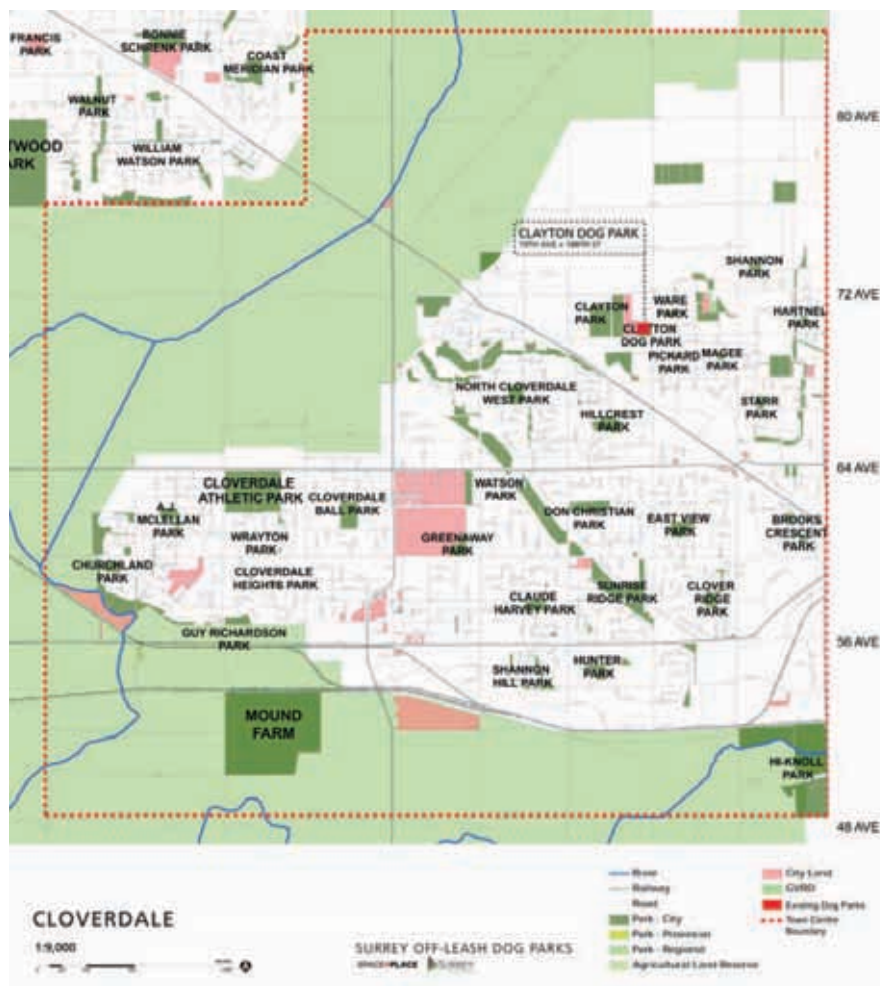 FRANCIS
PARK
BONNIE
SCHRENK PARK
COAST
MERIDIAN PARK
WALNUT
PARK
80 AVE
TWOOD
ARK
WILLIAM
WATSON PARK
CLAYTON DOG PARK
SHANNON
PARK
72 AVE
CLAYTON
PARK
WARE
PARK
HARTNEL
PARK
CLAYTON
DOG PARK
PICHARD
PARK
MAGEE
PARK
NORTH CLOVERDALE
WEST PARK
HILLCREST
PARK
STARR
PARK
64 AVE
CLOVERDALE
ATHLETIC PARK
CLOVERDALE
BALL PARK
WATSON
PARK
A.J.
MCLELLAN
PARK
DON CHRISTIAN
PARK
EAST VIEW
PARK
BROOKS
CRESCENT
PARK
WRAYTON
PARK
GREENAWAY
PARK
CHURCHLAND
PARK
CLOVERDALE
HEIGHTS PARK
CLAUDE
HARVEY PARK
SUNRISE
RIDGE PARK
CLOVER
RIDGE
PARK
GUY RICHARDSON
PARK
56 AVE
SHANNON
HILL PARK
HUNTER
PARK
MOUND
FARM
HI-KNOLL
PARK
48 AVE
CLOVERDALE
1:9,000
SURREY OFF-LEASH DOG PARKS
SPACE2PLACE
SURREY
River
Railway
Road
Park - City
Park - Provincial
Park - Regional
Agricultural Land Reserve
City Land
GVRD
Existing Dog Parks
Town Centre
Boundary